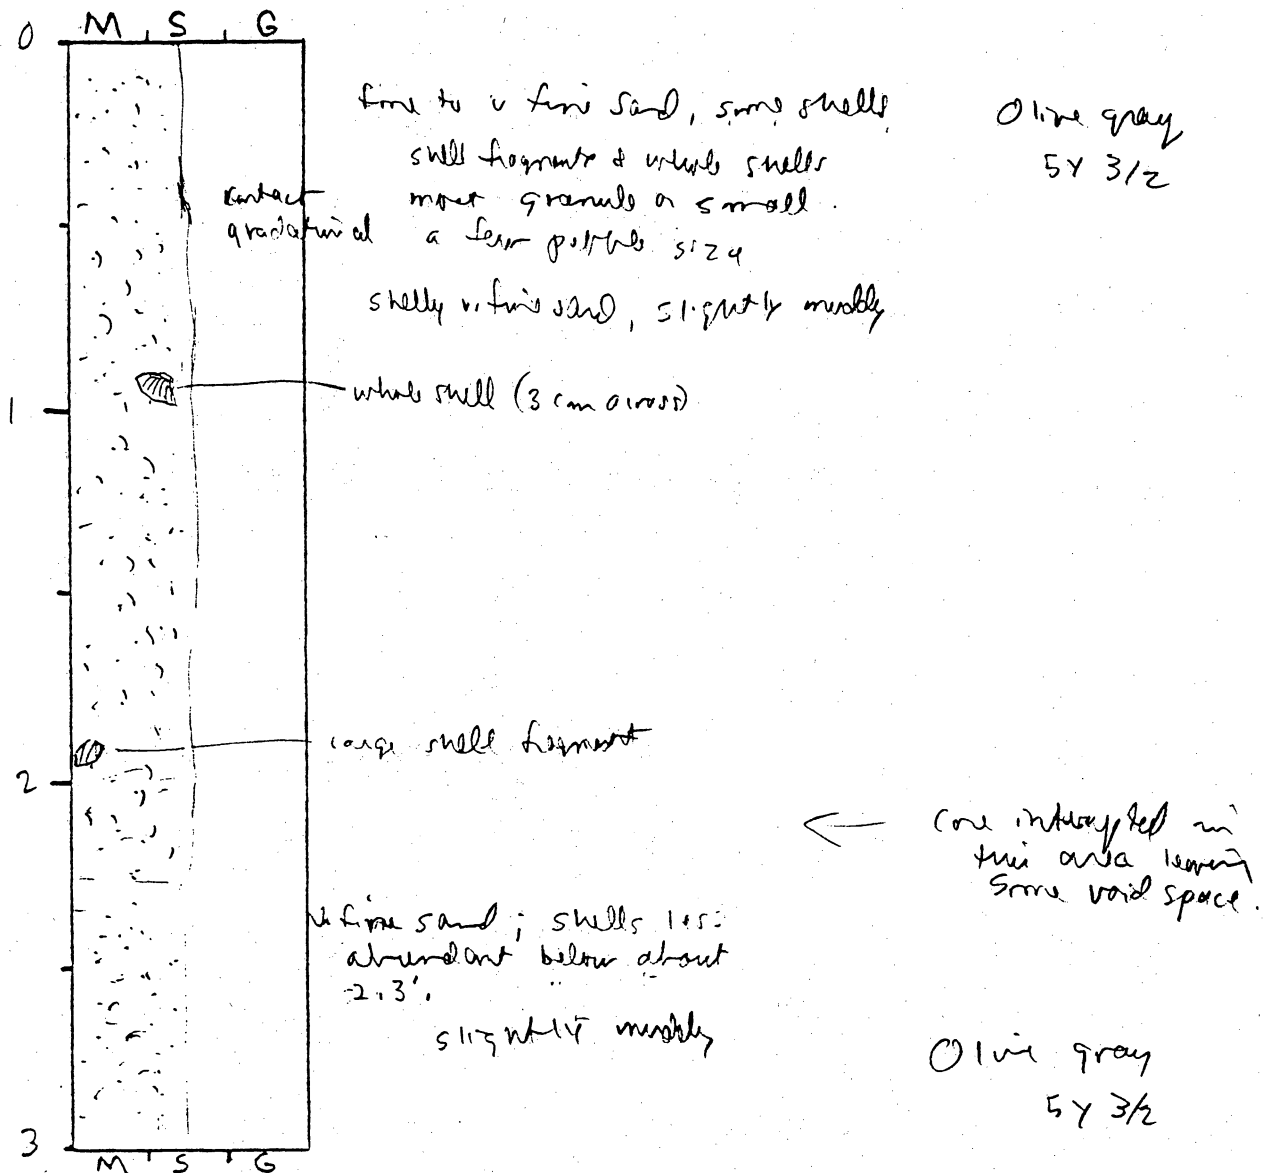 M S G
0
fine to v fine sand, some shells
Olive gray
5Y 3/2
shell fragments & whole shells
most granule or small.
contact
gradational
a few pebble size
shelly v. fine sand, slightly muddy
whole shell (3 cm across)
1
large shell fragment
2
Core interrupted in
this area leaving
some void space.
v. fine sand; shells less
abundant below about
-2.3'.
slightly muddy
Olive gray
5Y 3/2
3
M S G